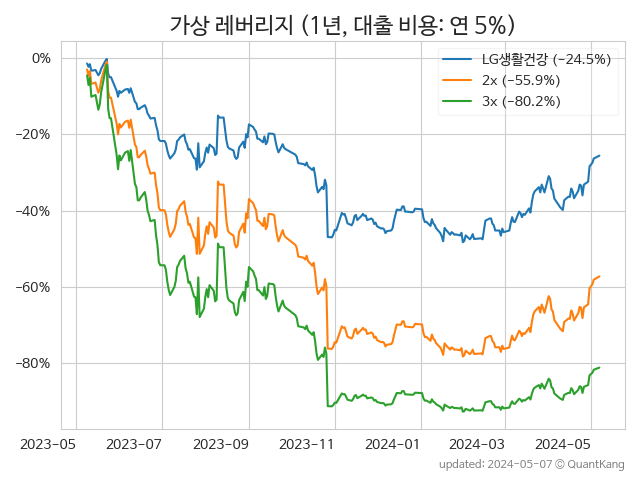 가상 레버리지 (1년, 대출 비용: 연 5%)
LG생활건강 (−24.5%)
2x (−55.9%)
3x (−80.2%)
0%
−20%
−40%
−60%
−80%
2023−05 2023−07 2023−09 2023−11 2024−01 2024−03 2024−05
updated: 2024-05-07 © QuantKang